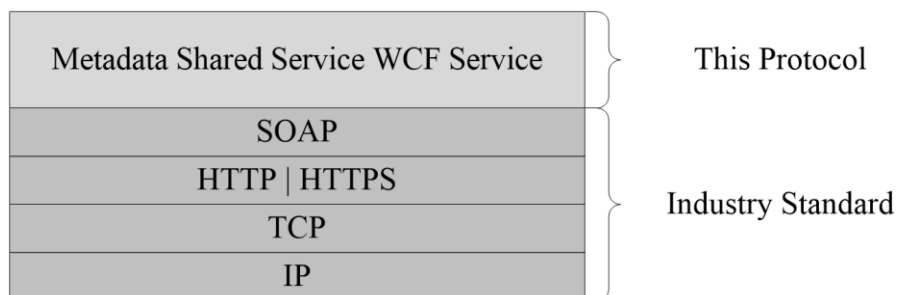 Metadata Shared Service WCF Service
This Protocol
SOAP
HTTP | HTTPS
Industry Standard
TCP
IP